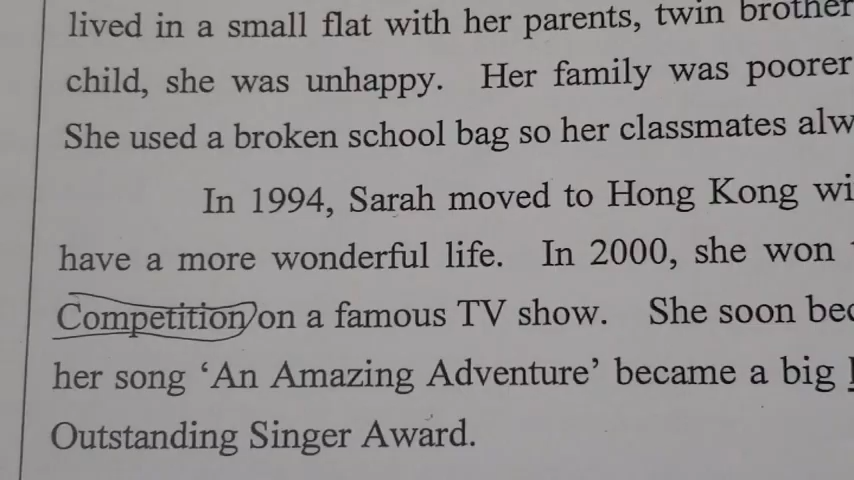 lived in a small flat with her parents, twin brother
child, she was unhappy. Her family was poorer
She used a broken school bag so her classmates
In 1994, Sarah moved to Hong Kong
have a more wonderful life. In 2000, she won
Competition on a famous TV show. She soon
her song ‘An Amazing Adventure’ became a big
Outstanding Singer Award.